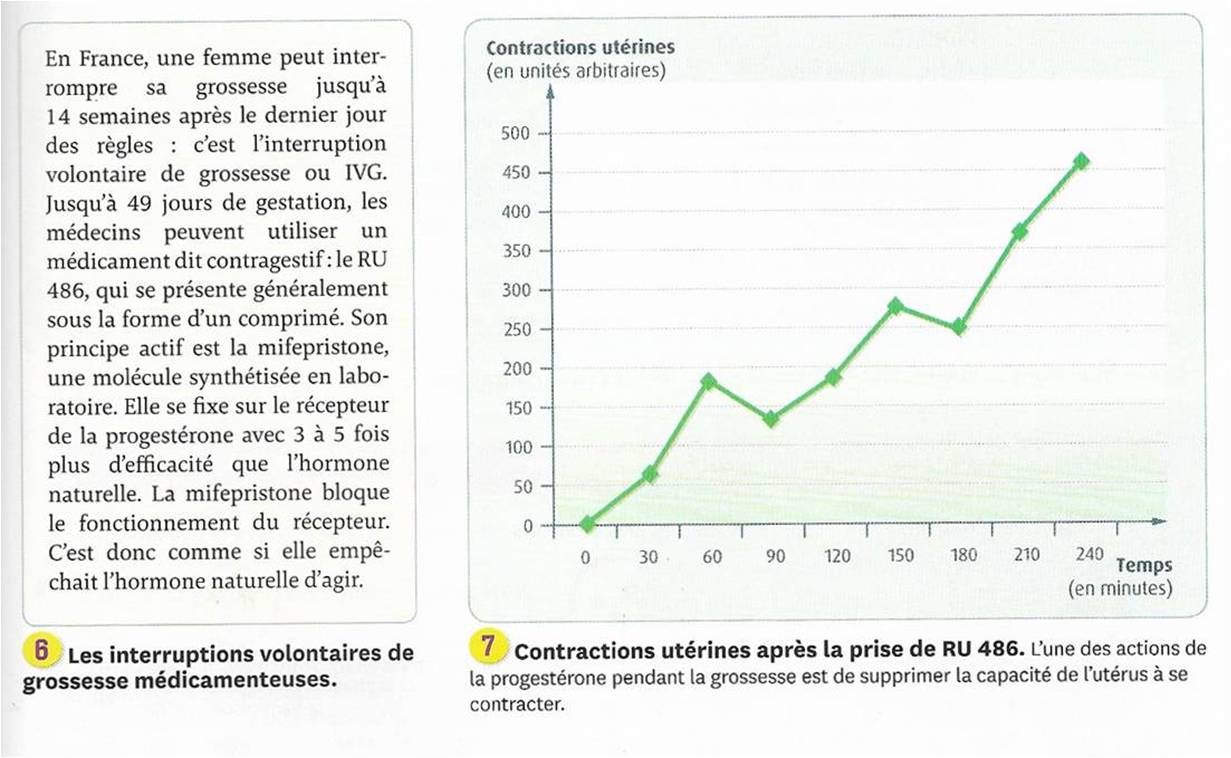 En France, une femme peut inter-
rompre sa grossesse jusqu'à
14 semaines après le dernier jour
des règles : c'est l'interruption
volontaire de grossesse ou IVG.
Jusqu'à 49 jours de gestation, les
médecins peuvent utiliser un
médicament dit contragestif : le RU
486, qui se présente généralement
sous la forme d'un comprimé. Son
principe actif est la mifepristone,
une molécule synthétisée en labo-
ratoire. Elle se fixe sur le récepteur
de la progestérone avec 3 à 5 fois
plus d'efficacité que l'hormone
naturelle. La mifepristone bloque
le fonctionnement du récepteur.
C'est donc comme si elle empê-
chait l'hormone naturelle d'agir.
6 Les interruptions volontaires de
grossesse médicamenteuses.
Contractions utérines
(en unités arbitraires)
500
450
400
350
300
250
200
150
100
50
0
0 30 60 90 120 150 180 210 240
Temps
(en minutes)
7 Contractions utérines après la prise de RU 486. L'une des actions de
la progestérone pendant la grossesse est de supprimer la capacité de l'utérus à se
contracter.